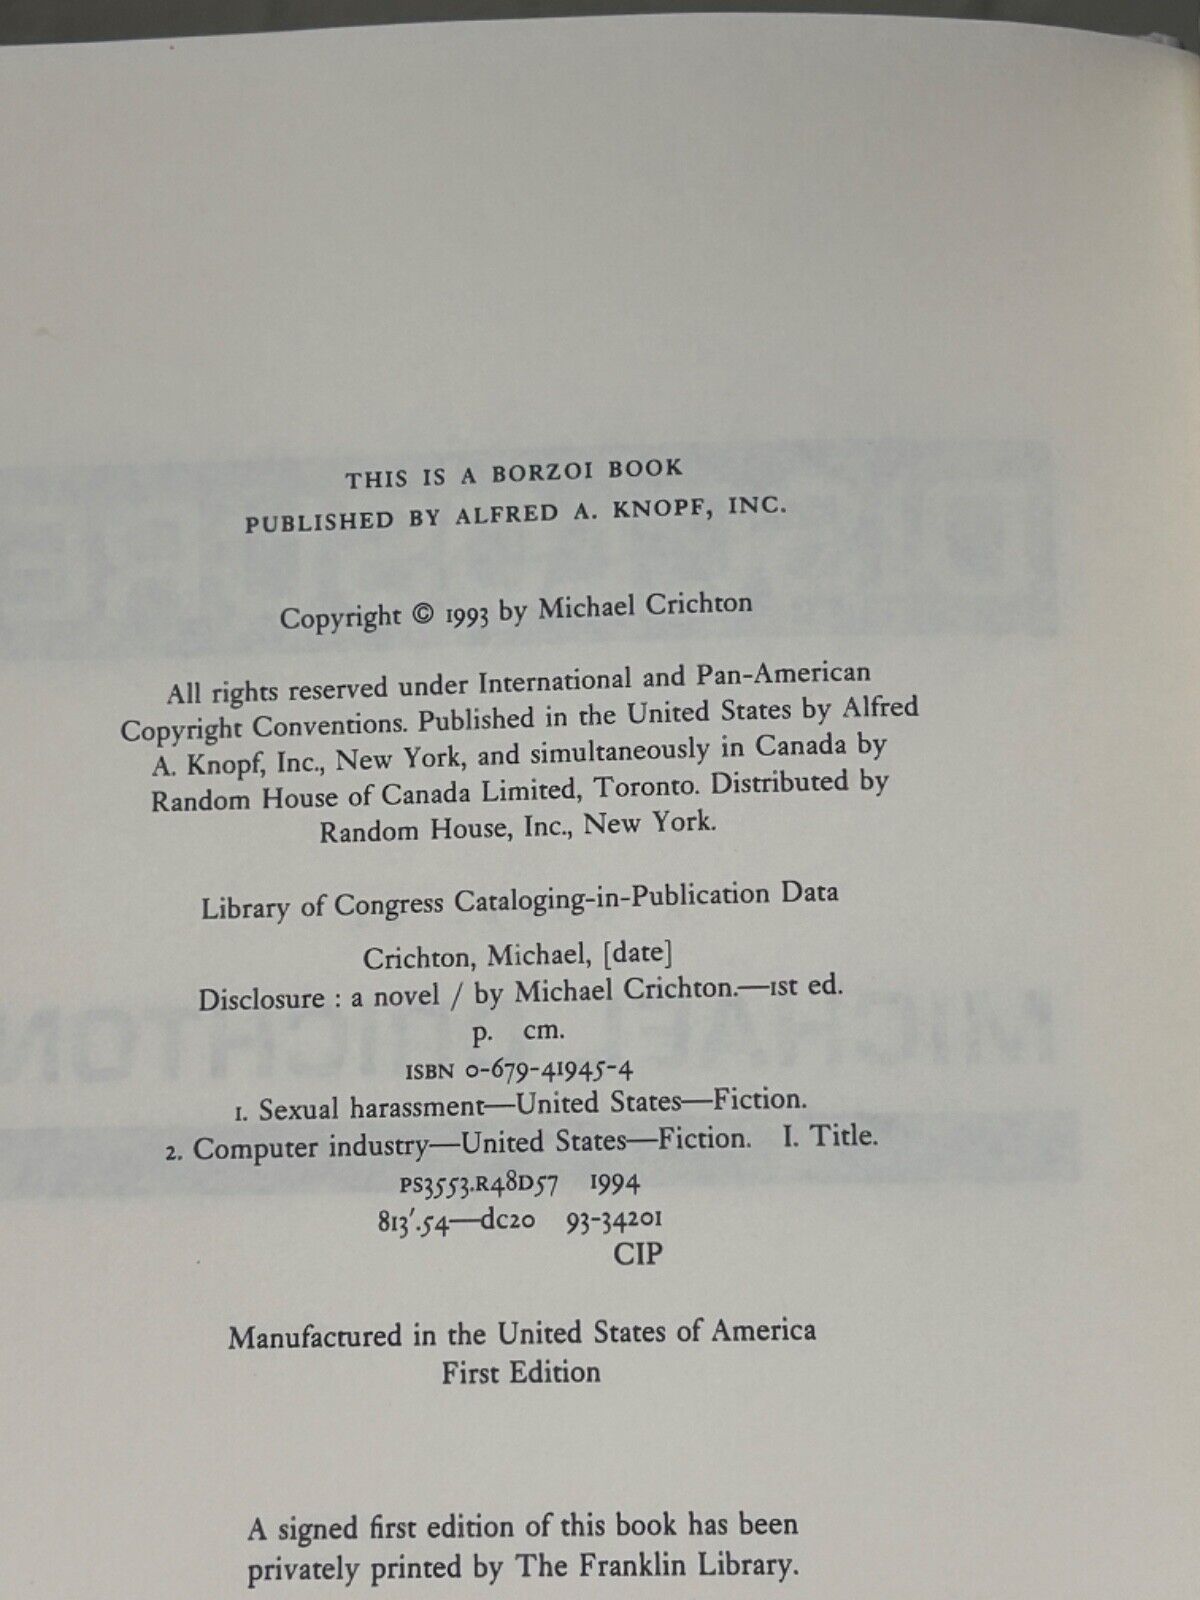 THIS IS A BORZOI BOOK
PUBLISHED BY ALFRED A. KNOPF, INC.
Copyright © 1993 by Michael Crichton
All rights reserved under International and Pan-American
Copyright Conventions. Published in the United States by Alfred
A. Knopf, Inc., New York, and simultaneously in Canada by
Random House of Canada Limited, Toronto. Distributed by
Random House, Inc., New York.
Library of Congress Cataloging-in-Publication Data
Crichton, Michael, [date]
Disclosure : a novel / by Michael Crichton.—1st ed.
p. cm.
ISBN 0-679-41945-4
1. Sexual harassment—United States—Fiction.
2. Computer industry—United States—Fiction. I. Title.
PS3553.R48D57 1994
813'.54—dc20 93-34201
CIP
Manufactured in the United States of America
First Edition
A signed first edition of this book has been
privately printed by The Franklin Library.